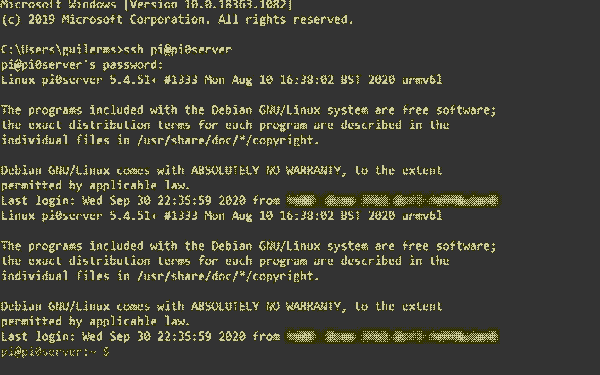 Microsoft Windows [Version 10.0.18363.1082]
(c) 2019 Microsoft Corporation. All rights reserved.
C:\Users\guilerms>ssh pi@pi0server
pi@pi0server's password:
Linux pi0server 5.4.51+ #1333 Mon Aug 10 16:38:02 BST 2020 armv6l
The programs included with the Debian GNU/Linux system are free software;
the exact distribution terms for each program are described in the
individual files in /usr/share/doc/*/copyright.
Debian GNU/Linux comes with ABSOLUTELY NO WARRANTY, to the extent
permitted by applicable law.
Last login: Wed Sep 30 22:35:59 2020 from
Linux pi0server 5.4.51+ #1333 Mon Aug 10 16:38:02 BST 2020 armv6l
The programs included with the Debian GNU/Linux system are free software;
the exact distribution terms for each program are described in the
individual files in /usr/share/doc/*/copyright.
Debian GNU/Linux comes with ABSOLUTELY NO WARRANTY, to the extent
permitted by applicable law.
Last login: Wed Sep 30 22:35:59 2020 from
pi@pi0server:~ $